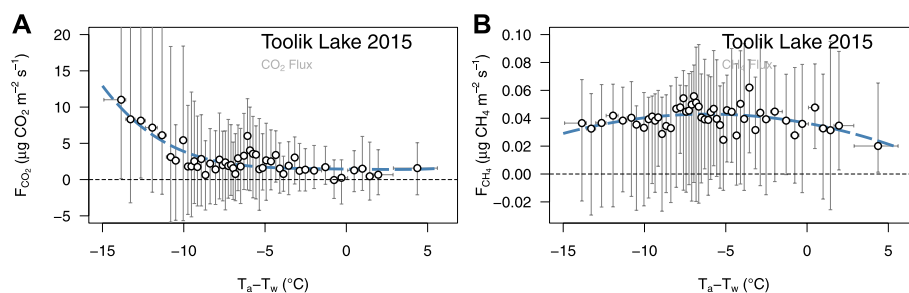 A
Toolik Lake 2015
CO₂ Flux
20
15
10
5
0
−5
F_CO₂ (µg CO2 m⁻² s⁻¹)
−15 −10 −5 0 5
Tₐ−T_w (°C)
B
Toolik Lake 2015
CH₄ Flux
0.10
0.08
0.06
0.04
0.02
0.00
−0.02
F_CH₄ (µg CH4 m⁻² s⁻¹)
−15 −10 −5 0 5
Tₐ−T_w (°C)